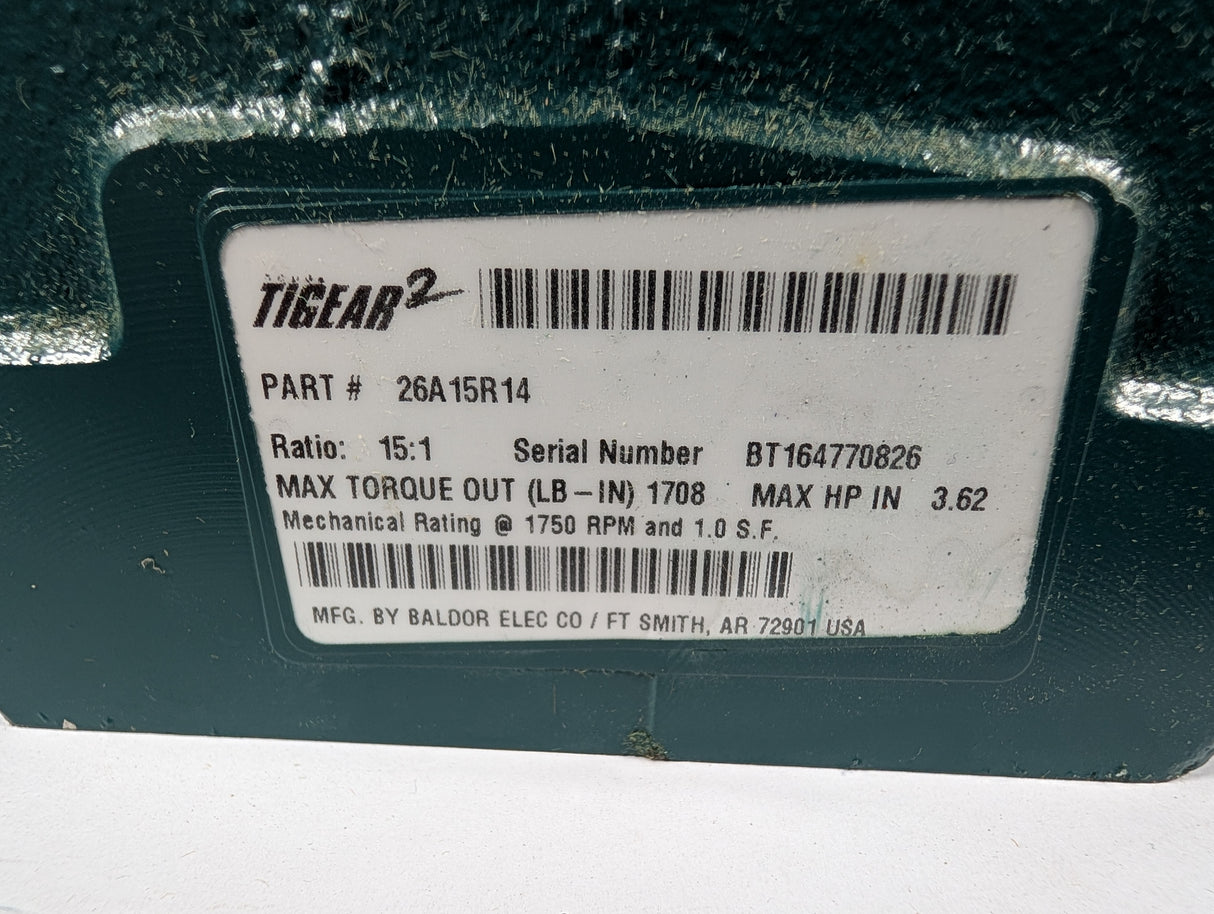 TIGEAR2
PART # 26A15R14
Ratio: 15:1 Serial Number BT164770826
MAX TORQUE OUT (LB-IN) 1708 MAX HP IN 3.62
Mechanical Rating @ 1750 RPM and 1.0 S.F.
MFG. BY BALDOR ELEC CO / FT SMITH, AR 72901 USA